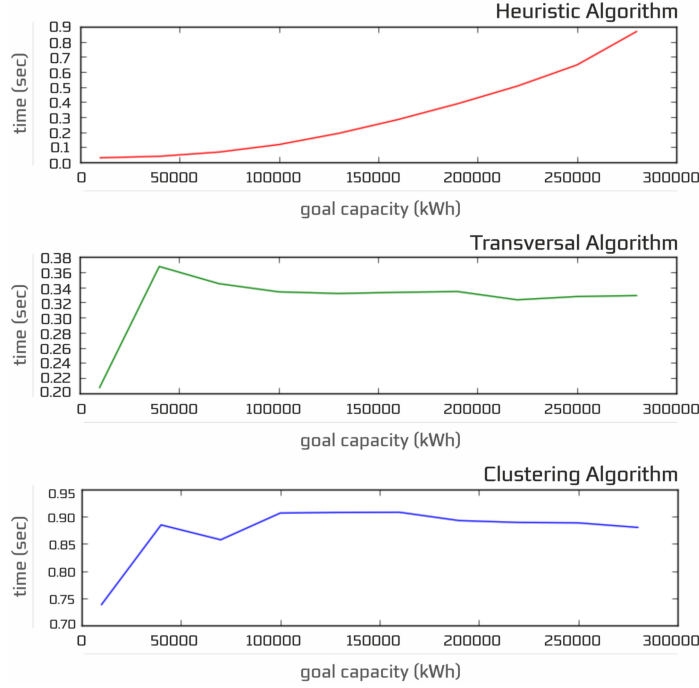 Heuristic Algorithm
time (sec)
0.9
0.8
0.7
0.6
0.5
0.4
0.3
0.2
0.1
0.0
0 50000 100000 150000 200000 250000 300000
goal capacity (kWh)
Transversal Algorithm
time (sec)
0.38
0.36
0.34
0.32
0.30
0.28
0.26
0.24
0.22
0.20
0 50000 100000 150000 200000 250000 300000
goal capacity (kWh)
Clustering Algorithm
time (sec)
0.95
0.90
0.85
0.80
0.75
0.70
0 50000 100000 150000 200000 250000 300000
goal capacity (kWh)